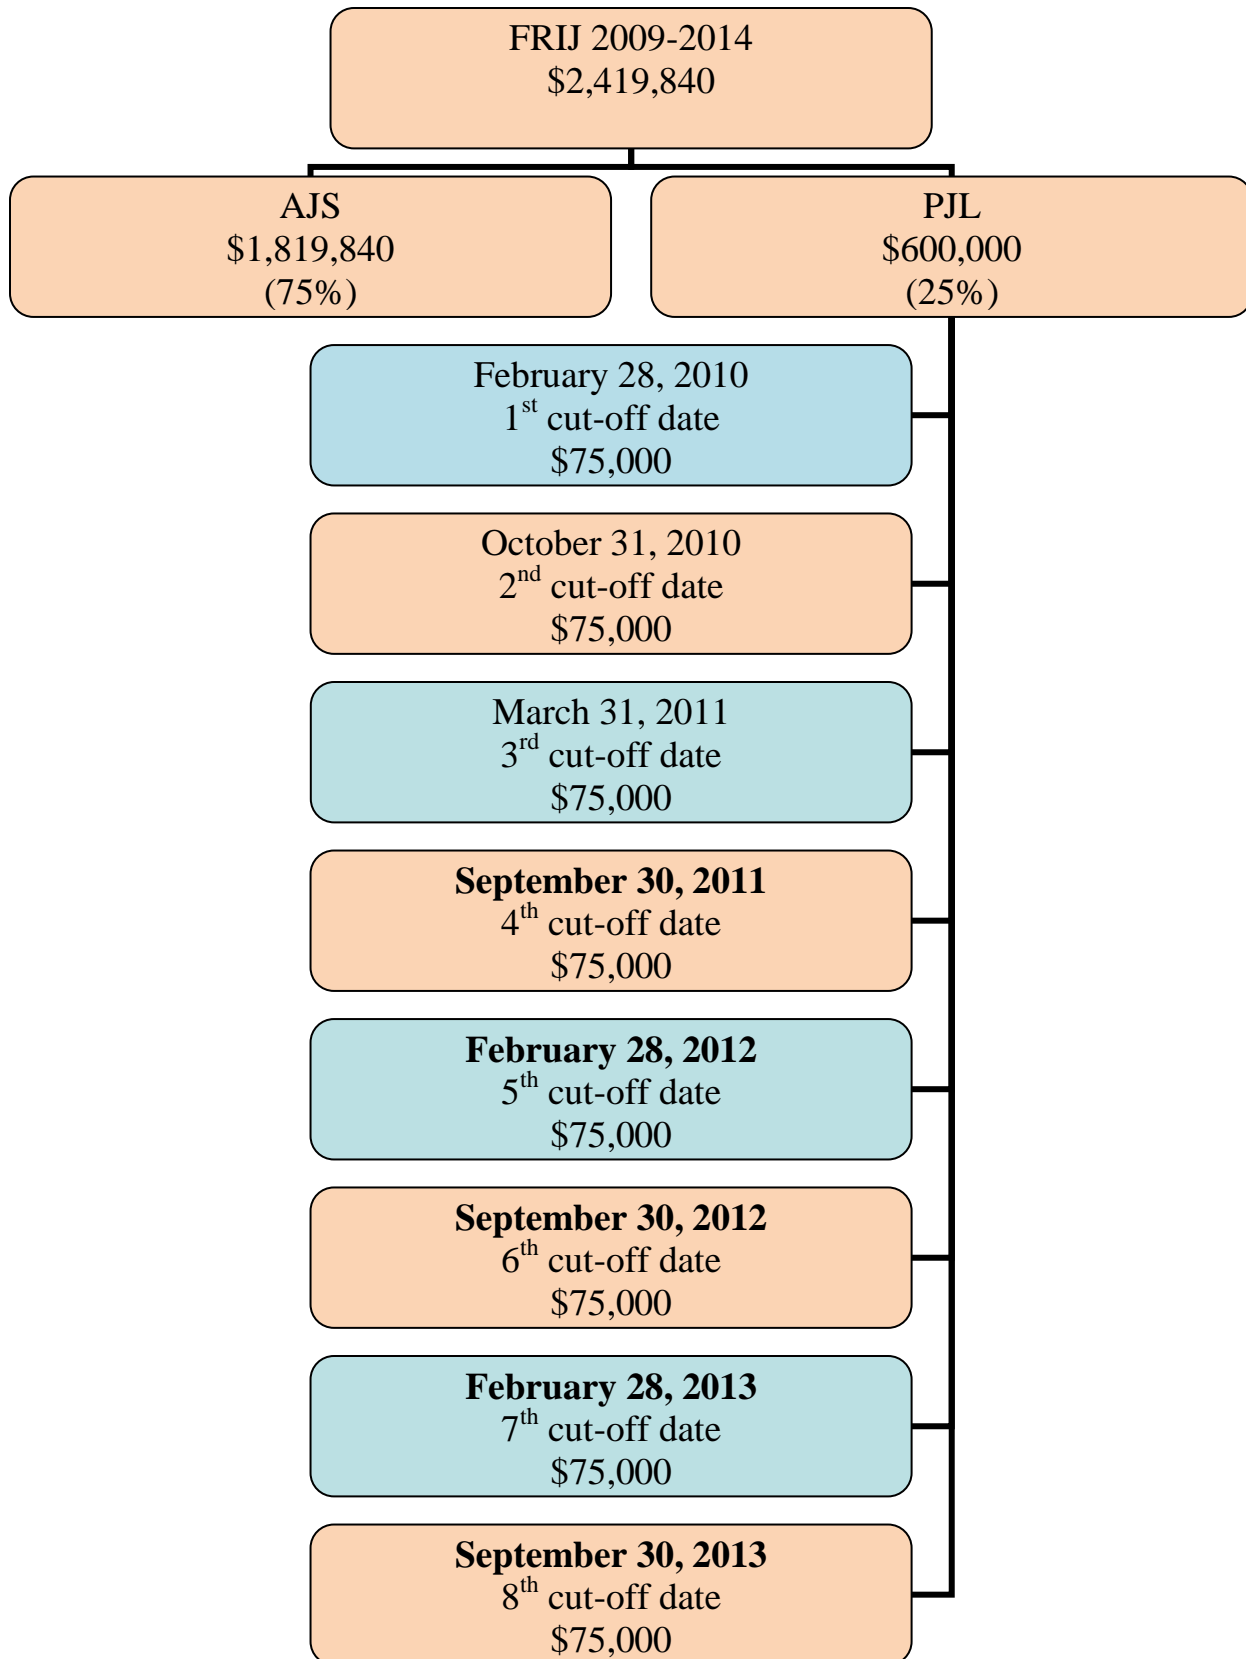 FRIJ 2009-2014
$2,419,840
AJS
$1,819,840
(75%)
PJL
$600,000
(25%)
February 28, 2010
1st cut-off date
$75,000
October 31, 2010
2nd cut-off date
$75,000
March 31, 2011
3rd cut-off date
$75,000
September 30, 2011
4th cut-off date
$75,000
February 28, 2012
5th cut-off date
$75,000
September 30, 2012
6th cut-off date
$75,000
February 28, 2013
7th cut-off date
$75,000
September 30, 2013
8th cut-off date
$75,000